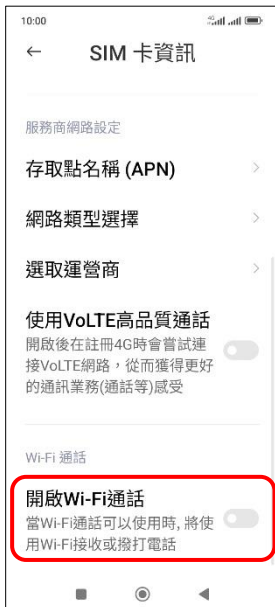 10:00
4G
SIM 卡資訊
服務商網路設定
存取點名稱 (APN)
網路類型選擇
選取運營商
使用VoLTE高品質通話
開啟後在註冊4G時會嘗試連
接VoLTE網路，從而獲得更好
的通訊業務(通話等)感受
Wi-Fi 通話
開啟Wi-Fi通話
當Wi-Fi通話可以使用時, 將使
用Wi-Fi接收或撥打電話